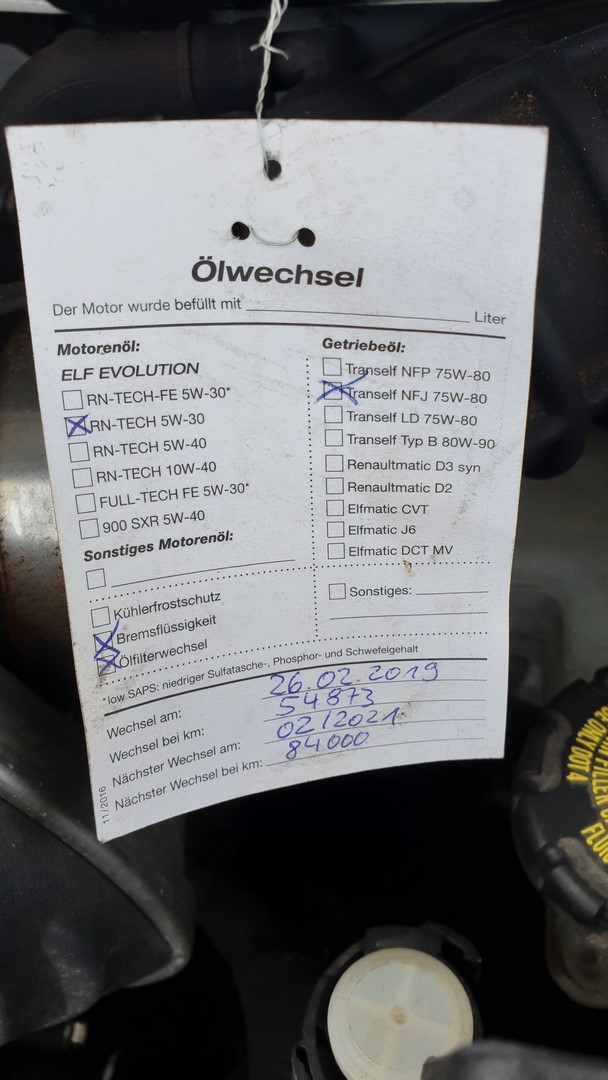 Ölwechsel
Der Motor wurde befüllt mit Liter
Motorenöl:
ELF EVOLUTION
RN-TECH-FE 5W-30*
RN-TECH 5W-30
RN-TECH 5W-40
RN-TECH 10W-40
FULL-TECH FE 5W-30*
900 SXR 5W-40
Sonstiges Motorenöl:
Getriebeöl:
Tranself NFP 75W-80
Tranself NFJ 75W-80
Tranself LD 75W-80
Tranself Typ B 80W-90
Renaultmatic D3 syn
Renaultmatic D2
Elfmatic CVT
Elfmatic J6
Elfmatic DCT MV
Kühlerfrostschutz
Bremsflüssigkeit
Ölfilterwechsel
Sonstiges:
*low SAPS: niedriger Sulfatasche-, Phosphor- und Schwefelgehalt
Wechsel am: 26.02.2019
Wechsel bei km: 54873
Nächster Wechsel am: 02/2021
Nächster Wechsel bei km: 84000
11/2016